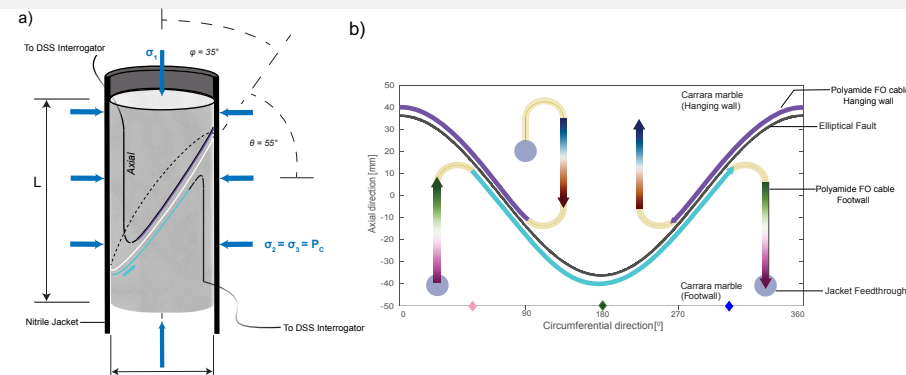 a)
To DSS Interrogator
σ1
φ = 35°
θ = 55°
Axial
L
σ2 = σ3 = PC
Nitrile Jacket
To DSS Interrogator
b)
50
40
30
20
10
0
-10
-20
-30
-40
-50
Axial direction [mm]
0
90
180
270
360
Circumferential direction[°]
Carrara marble
(Hanging wall)
Carrara marble
(Footwall)
Polyamide FO cable
Hanging wall
Elliptical Fault
Polyamide FO cable
Footwall
Jacket Feedthrough